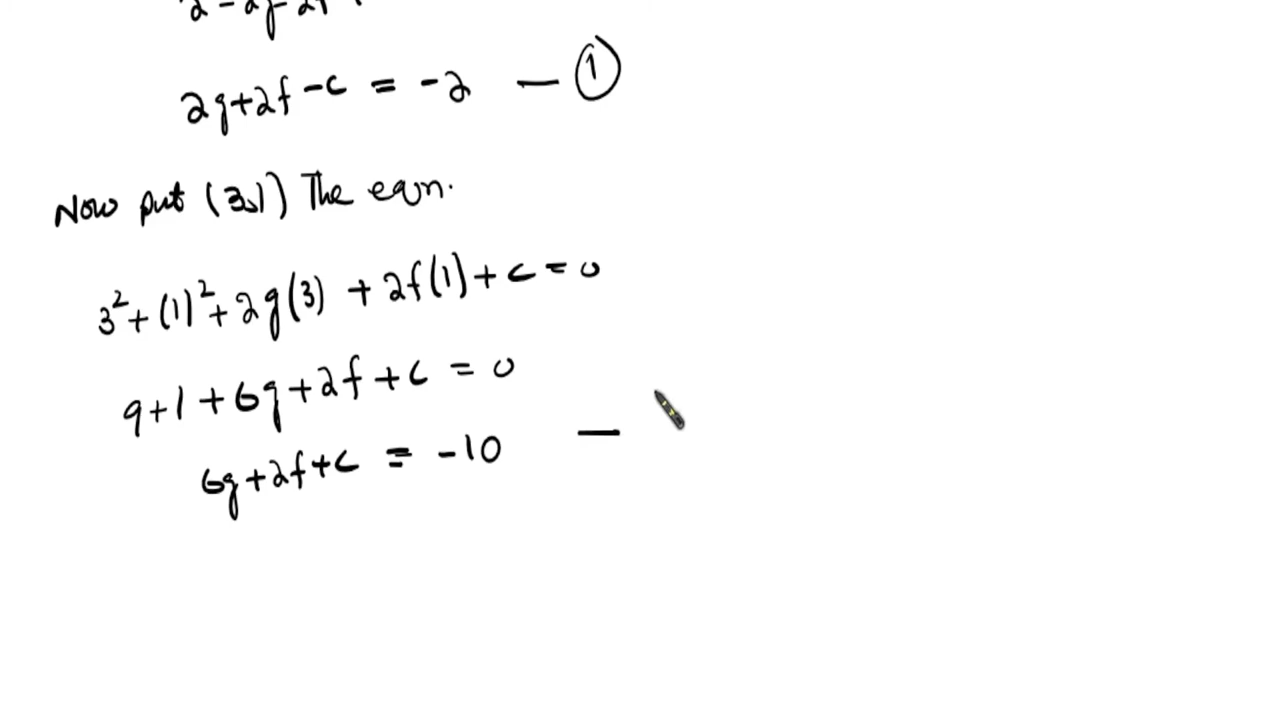 2g+2f-c = -2 — ①
Now put (3,1) The eqn.
3²+(1)²+2g(3) +2f(1)+c=0
9+1+6g+2f+c =0
6g+2f+c = -10 —